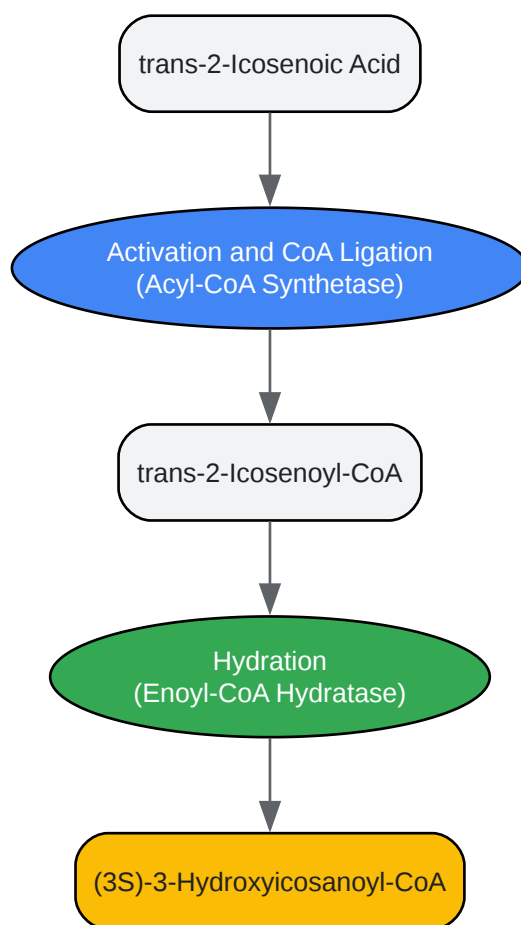 trans-2-Icosenoic Acid
Activation and CoA Ligation
(Acyl-CoA Synthetase)
trans-2-Icosenoyl-CoA
Hydration
(Enoyl-CoA Hydratase)
(3S)-3-Hydroxyicosanoyl-CoA